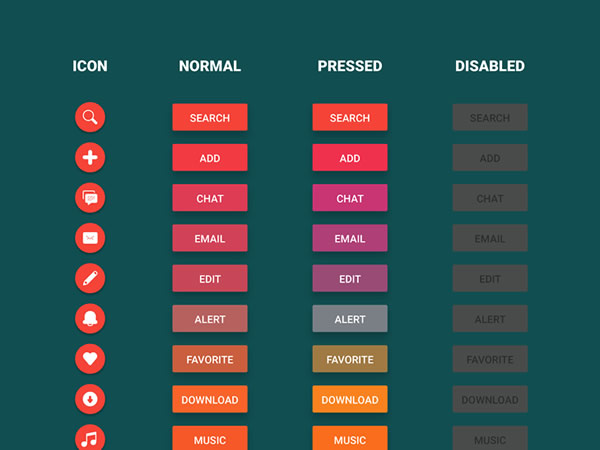 ICON NORMAL PRESSED DISABLED
SEARCH SEARCH SEARCH
ADD ADD ADD
CHAT CHAT CHAT
EMAIL EMAIL EMAIL
EDIT EDIT EDIT
ALERT ALERT ALERT
FAVORITE FAVORITE FAVORITE
DOWNLOAD DOWNLOAD DOWNLOAD
MUSIC MUSIC MUSIC